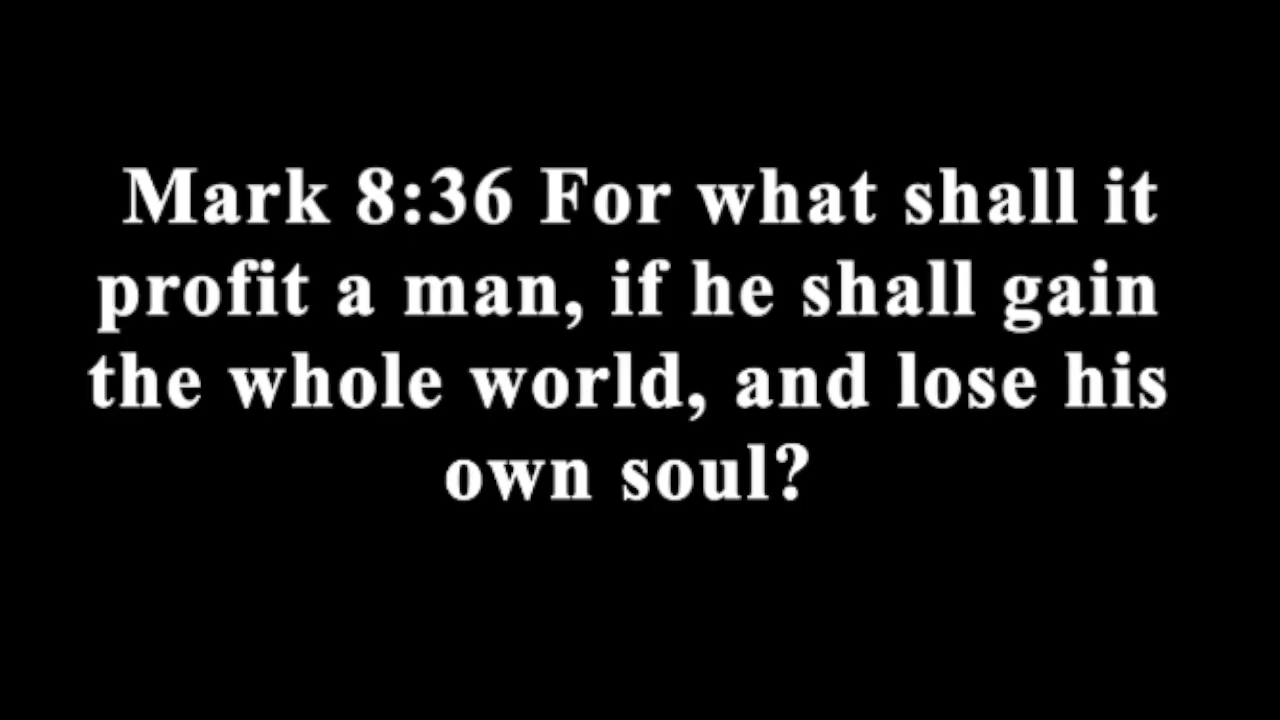 Mark 8:36 For what shall it
profit a man, if he shall gain
the whole world, and lose his
own soul?